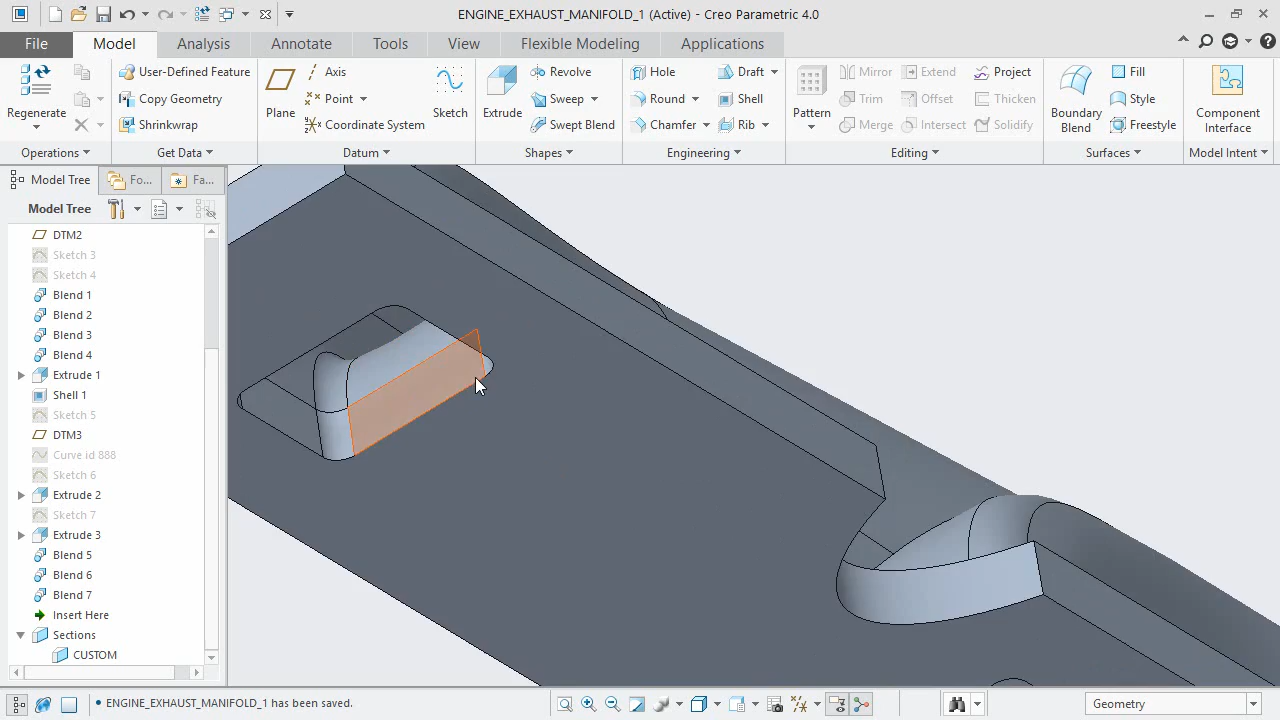 ENGINE_EXHAUST_MANIFOLD_1 (Active) - Creo Parametric 4.0
File Model Analysis Annotate Tools View Flexible Modeling Applications
Regenerate
Operations
User-Defined Feature
Copy Geometry
Shrinkwrap
Get Data
Plane
Axis
Point
Coordinate System
Sketch
Datum
Extrude
Revolve
Sweep
Swept Blend
Shapes
Hole Draft
Round Shell
Chamfer Rib
Engineering
Pattern
Mirror Extend Project
Trim Offset Thicken
Merge Intersect Solidify
Editing
Boundary Blend
Fill
Style
Freestyle
Surfaces
Component Interface
Model Intent
Model Tree Fo... Fa...
Model Tree
DTM2
Sketch 3
Sketch 4
Blend 1
Blend 2
Blend 3
Blend 4
Extrude 1
Shell 1
Sketch 5
DTM3
Curve id 888
Sketch 6
Extrude 2
Sketch 7
Extrude 3
Blend 5
Blend 6
Blend 7
Insert Here
Sections
CUSTOM
• ENGINE_EXHAUST_MANIFOLD_1 has been saved.
Geometry